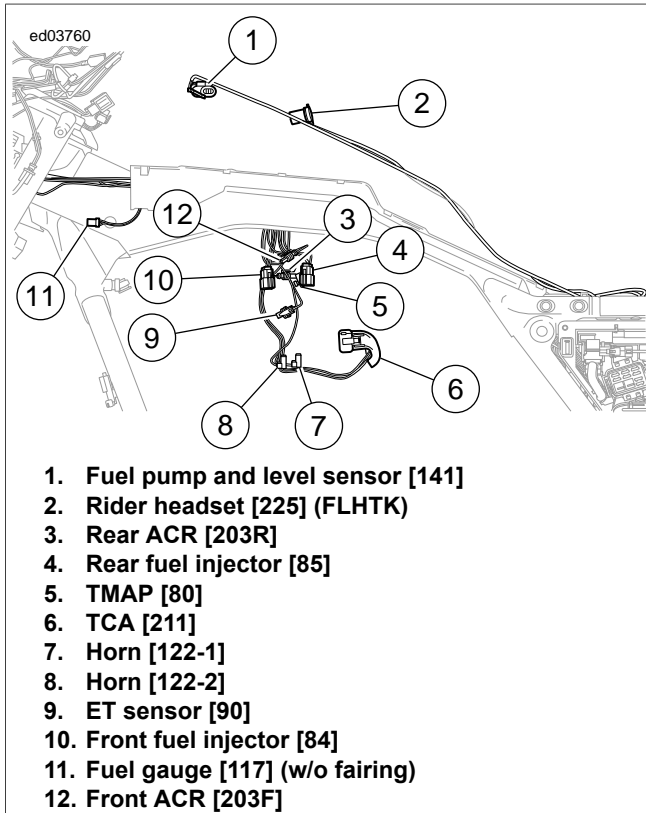 ed03760
1
2
12
3
4
11
10
5
9
6
8
7
1. Fuel pump and level sensor [141]
2. Rider headset [225] (FLHTK)
3. Rear ACR [203R]
4. Rear fuel injector [85]
5. TMAP [80]
6. TCA [211]
7. Horn [122-1]
8. Horn [122-2]
9. ET sensor [90]
10. Front fuel injector [84]
11. Fuel gauge [117] (w/o fairing)
12. Front ACR [203F]